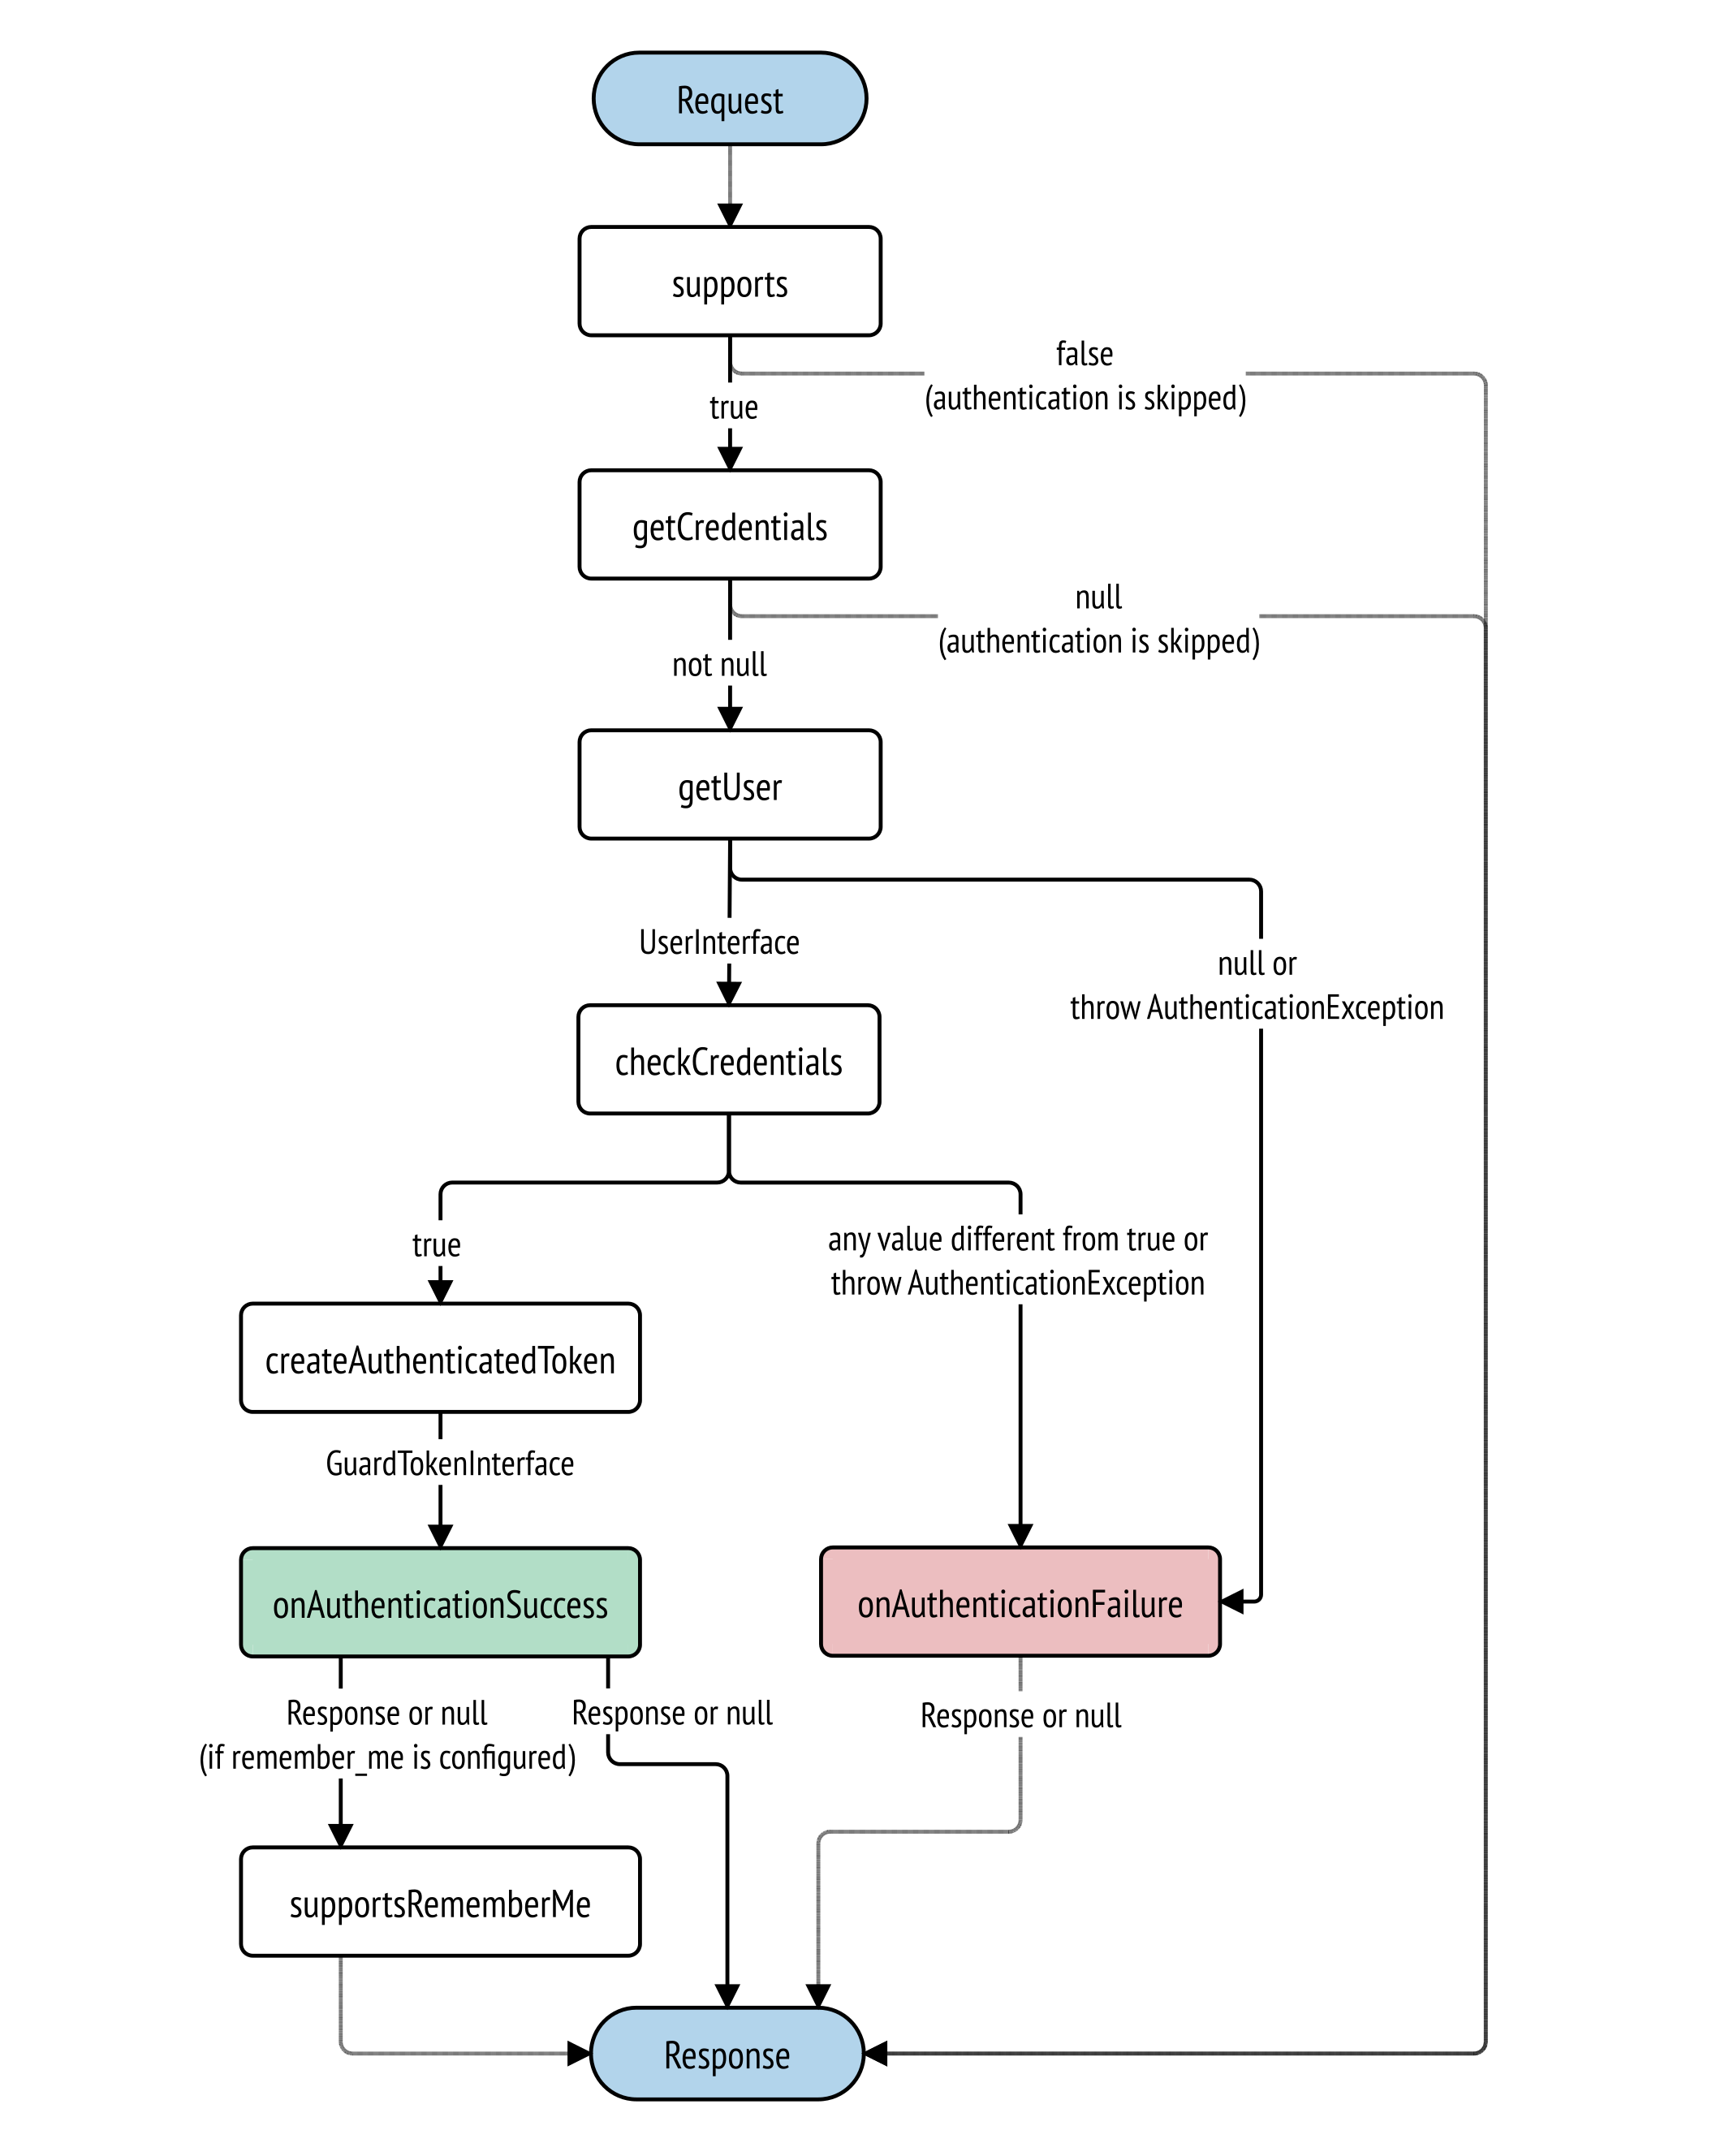 Request
supports
false
(authentication is skipped)
true
getCredentials
null
(authentication is skipped)
not null
getUser
UserInterface
null or
throw AuthenticationException
checkCredentials
true
any value different from true or
throw AuthenticationException
createAuthenticatedToken
GuardTokenInterface
onAuthenticationSuccess
onAuthenticationFailure
Response or null
(if remember_me is configured)
Response or null
Response or null
supportsRememberMe
Response